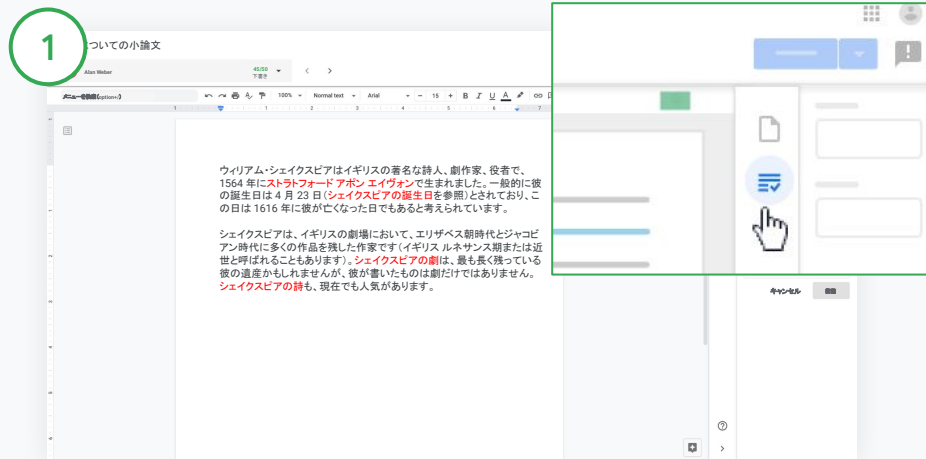 1
ついての小論文
Alan Weber
45/50
下書き
(option+/)
100%
Normal text
Arial
15
B I U A
1 1 2 3 4 5 6 7
ウィリアム・シェイクスピアはイギリスの著名な詩人、劇作家、役者で、
1564 年にストラトフォード アポン エイヴォンで生まれました。一般的に彼
の誕生日は 4 月 23 日(シェイクスピアの誕生日を参照)とされており、こ
の日は 1616 年に彼が亡くなった日でもあると考えられています。
シェイクスピアは、イギリスの劇場において、エリザベス朝時代とジャコビ
アン時代に多くの作品を残した作家です(イギリス ルネサンス期または近
世と呼ばれることもあります)。シェイクスピアの劇は、最も長く残っている
彼の遺産かもしれませんが、彼が書いたものは劇だけではありません。
シェイクスピアの詩も、現在でも人気があります。
キャンセル